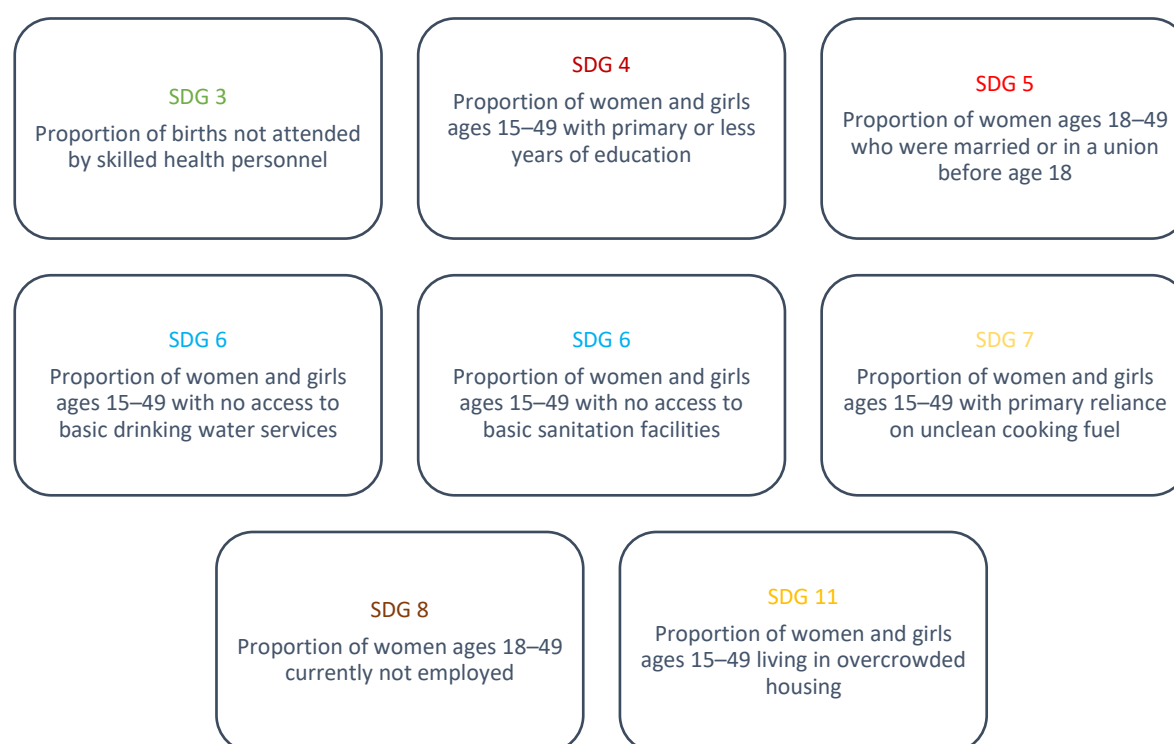 SDG 3
Proportion of births not attended
by skilled health personnel
SDG 4
Proportion of women and girls
ages 15–49 with primary or less
years of education
SDG 5
Proportion of women ages 18–49
who were married or in a union
before age 18
SDG 6
Proportion of women and girls
ages 15–49 with no access to
basic drinking water services
SDG 6
Proportion of women and girls
ages 15–49 with no access to
basic sanitation facilities
SDG 7
Proportion of women and girls
ages 15–49 with primary reliance
on unclean cooking fuel
SDG 8
Proportion of women ages 18–49
currently not employed
SDG 11
Proportion of women and girls
ages 15–49 living in overcrowded
housing